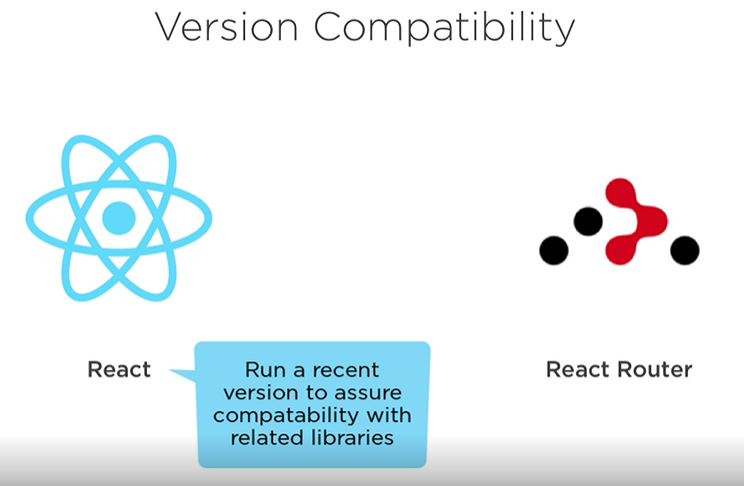 Version Compatibility
React
Run a recent
version to assure
compatability with
related libraries
React Router